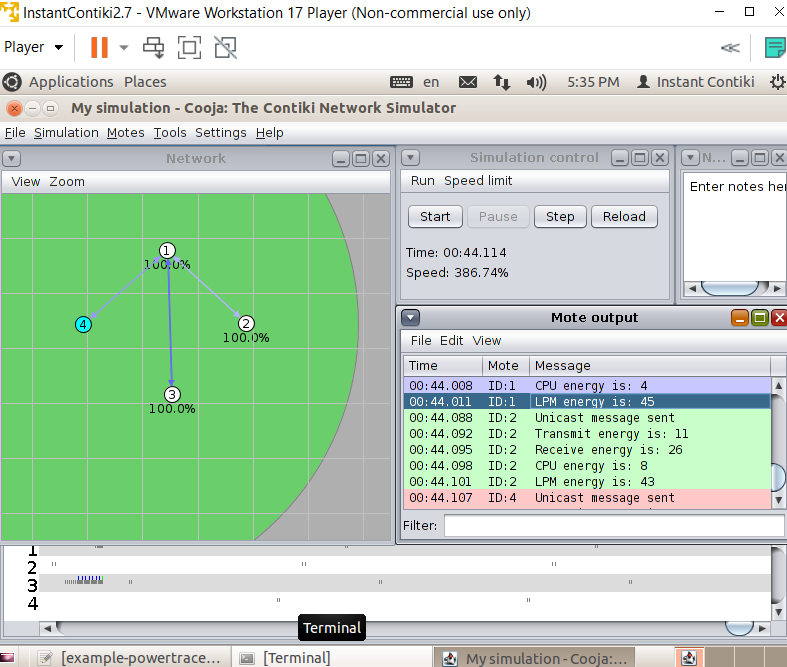 InstantContiki2.7 - VMware Workstation 17 Player (Non-commercial use only)
Player
Applications Places en 5:35 PM Instant Contiki
My simulation - Cooja: The Contiki Network Simulator
File Simulation Motes Tools Settings Help
Network
View Zoom
1
100.0%
4
2
100.0%
3
100.0%
Simulation control
Run Speed limit
Start Pause Step Reload
Time: 00:44.114
Speed: 386.74%
N...
Enter notes her
Mote output
File Edit View
Time Mote Message
00:44.008 ID:1 CPU energy is: 4
00:44.011 ID:1 LPM energy is: 45
00:44.088 ID:2 Unicast message sent
00:44.092 ID:2 Transmit energy is: 11
00:44.095 ID:2 Receive energy is: 26
00:44.098 ID:2 CPU energy is: 8
00:44.101 ID:2 LPM energy is: 43
00:44.107 ID:4 Unicast message sent
Filter:
1
2
3
4
Terminal
[example-powertrace... [Terminal] My simulation - Cooja:...